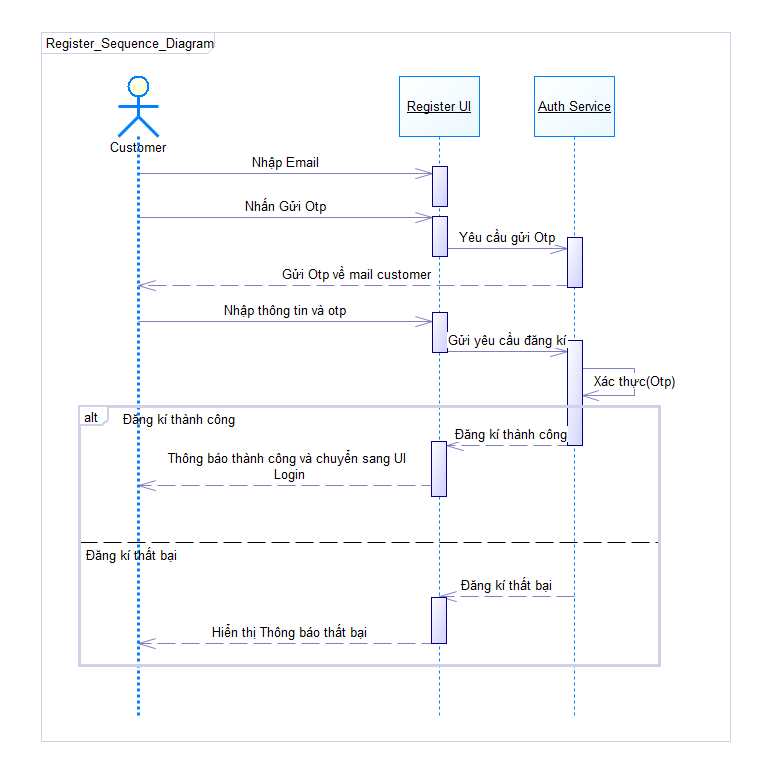 Register_Sequence_Diagram
Customer
Register UI
Auth Service
Nhập Email
Nhấn Gửi Otp
Yêu cầu gửi Otp
Gửi Otp về mail customer
Nhập thông tin và otp
Gửi yêu cầu đăng kí
Xác thực(Otp)
alt
Đăng kí thành công
Đăng kí thành công
Thông báo thành công và chuyển sang UI
Login
Đăng kí thất bại
Đăng kí thất bại
Hiển thị Thông báo thất bại